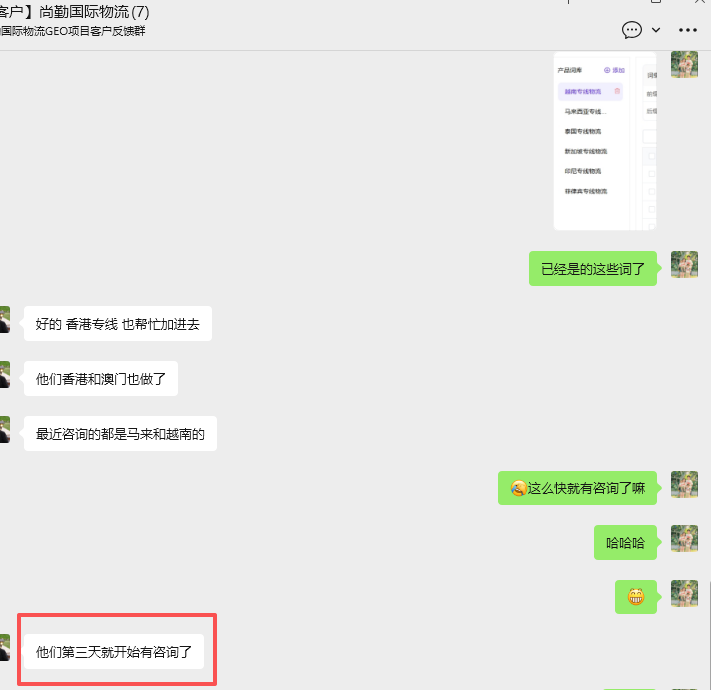 客户】尚勤国际物流(7)
国际物流GEO项目客户反馈群
产品词库
添加
越南专线物流
马来西亚专线...
泰国专线物流
新加坡专线物流
印尼专线物流
菲律宾专线物流
已经是的这些词了
好的 香港专线 也帮忙加进去
他们香港和澳门也做了
最近咨询的都是马来和越南的
这么快就有咨询了嘛
哈哈哈
他们第三天就开始有咨询了